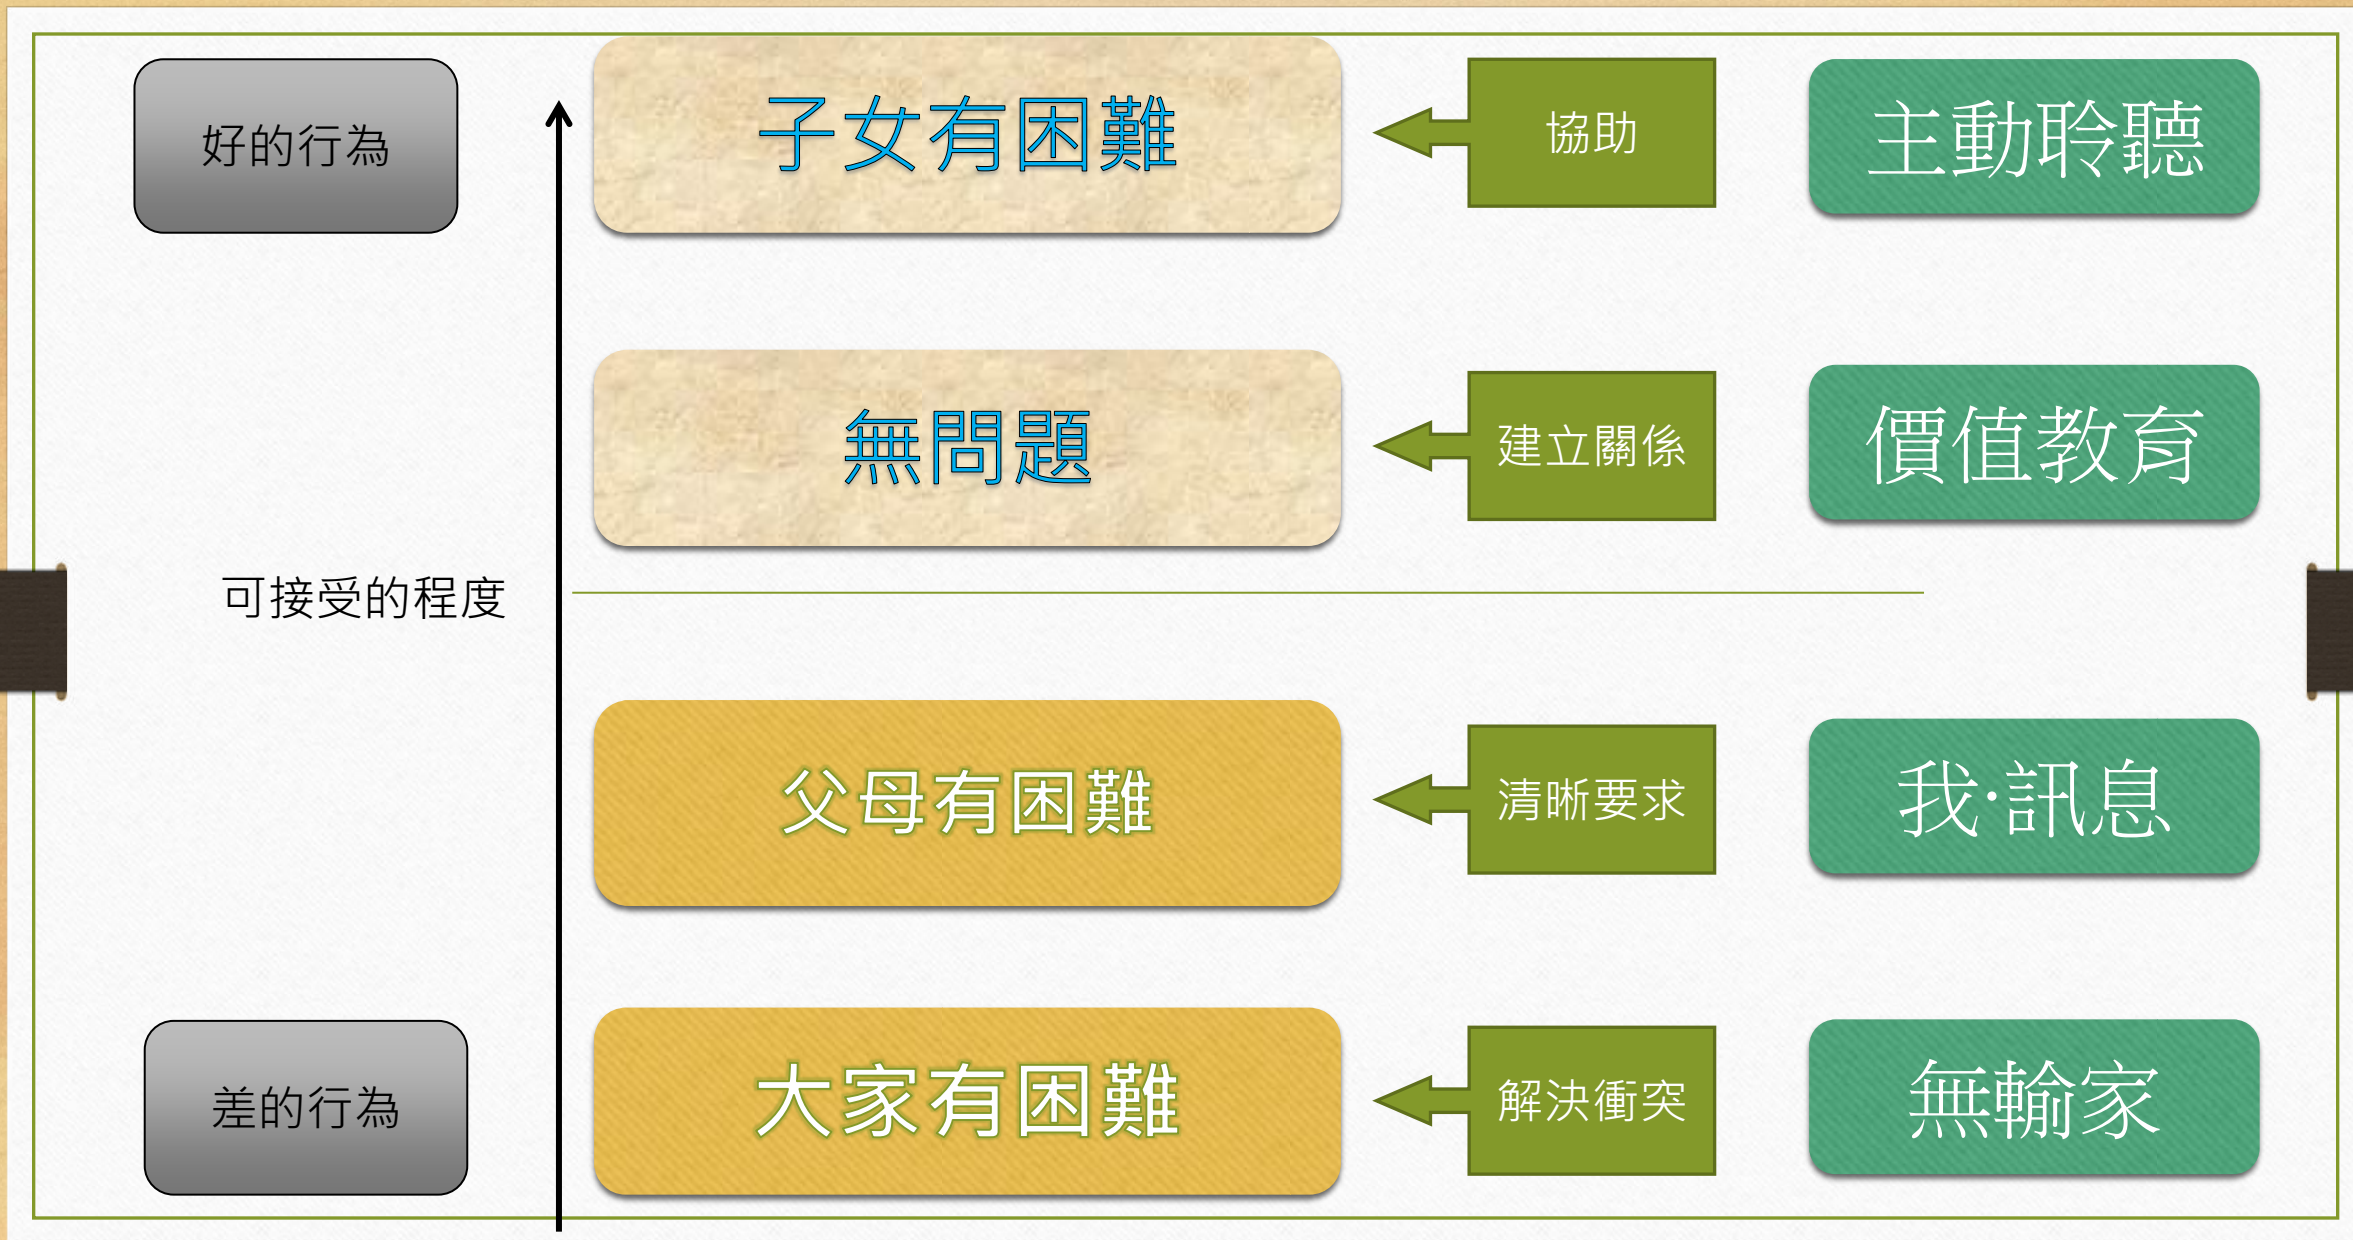 好的行為
子女有困難
協助
主動聆聽
無問題
建立關係
價值教育
可接受的程度
父母有困難
清晰要求
我·訊息
差的行為
大家有困難
解決衝突
無輸家